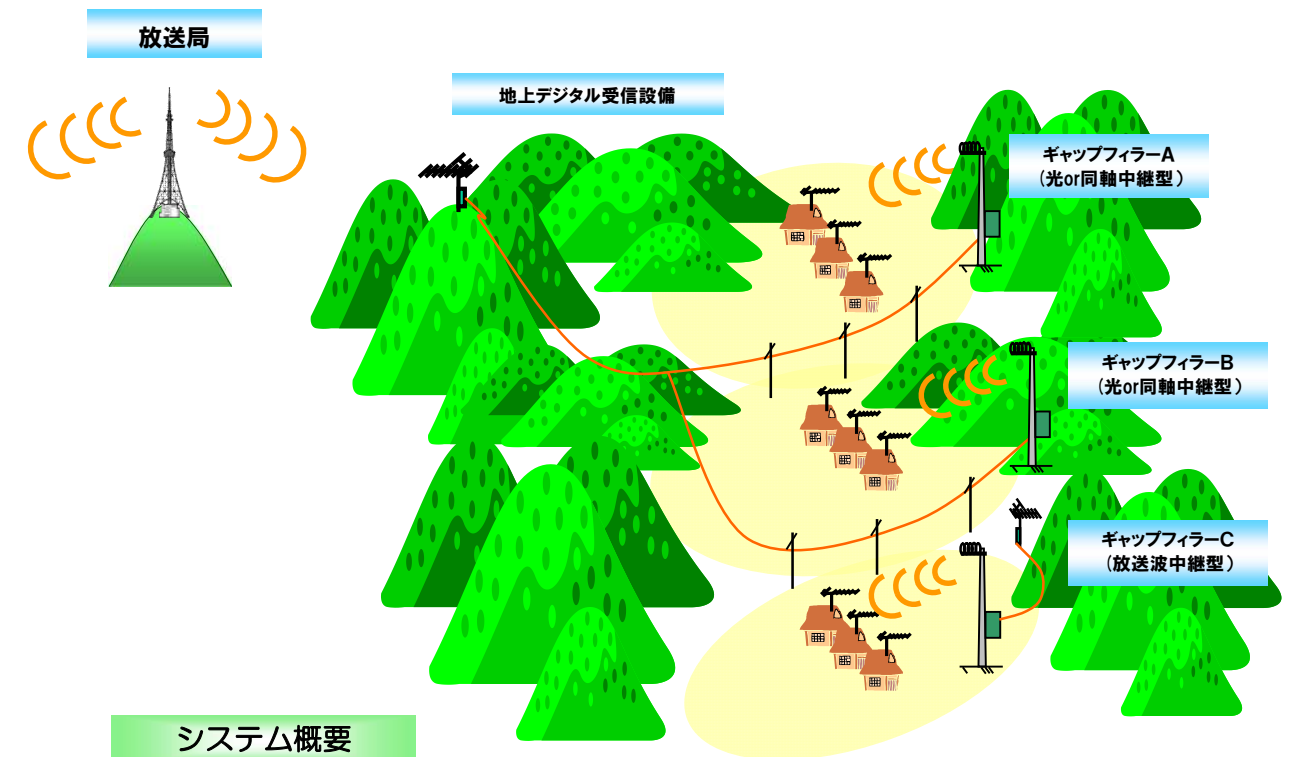 放送局
地上デジタル受信設備
ギャップフィラーA
(光or同軸中継型)
ギャップフィラーB
(光or同軸中継型)
ギャップフィラーC
(放送波中継型)
システム概要